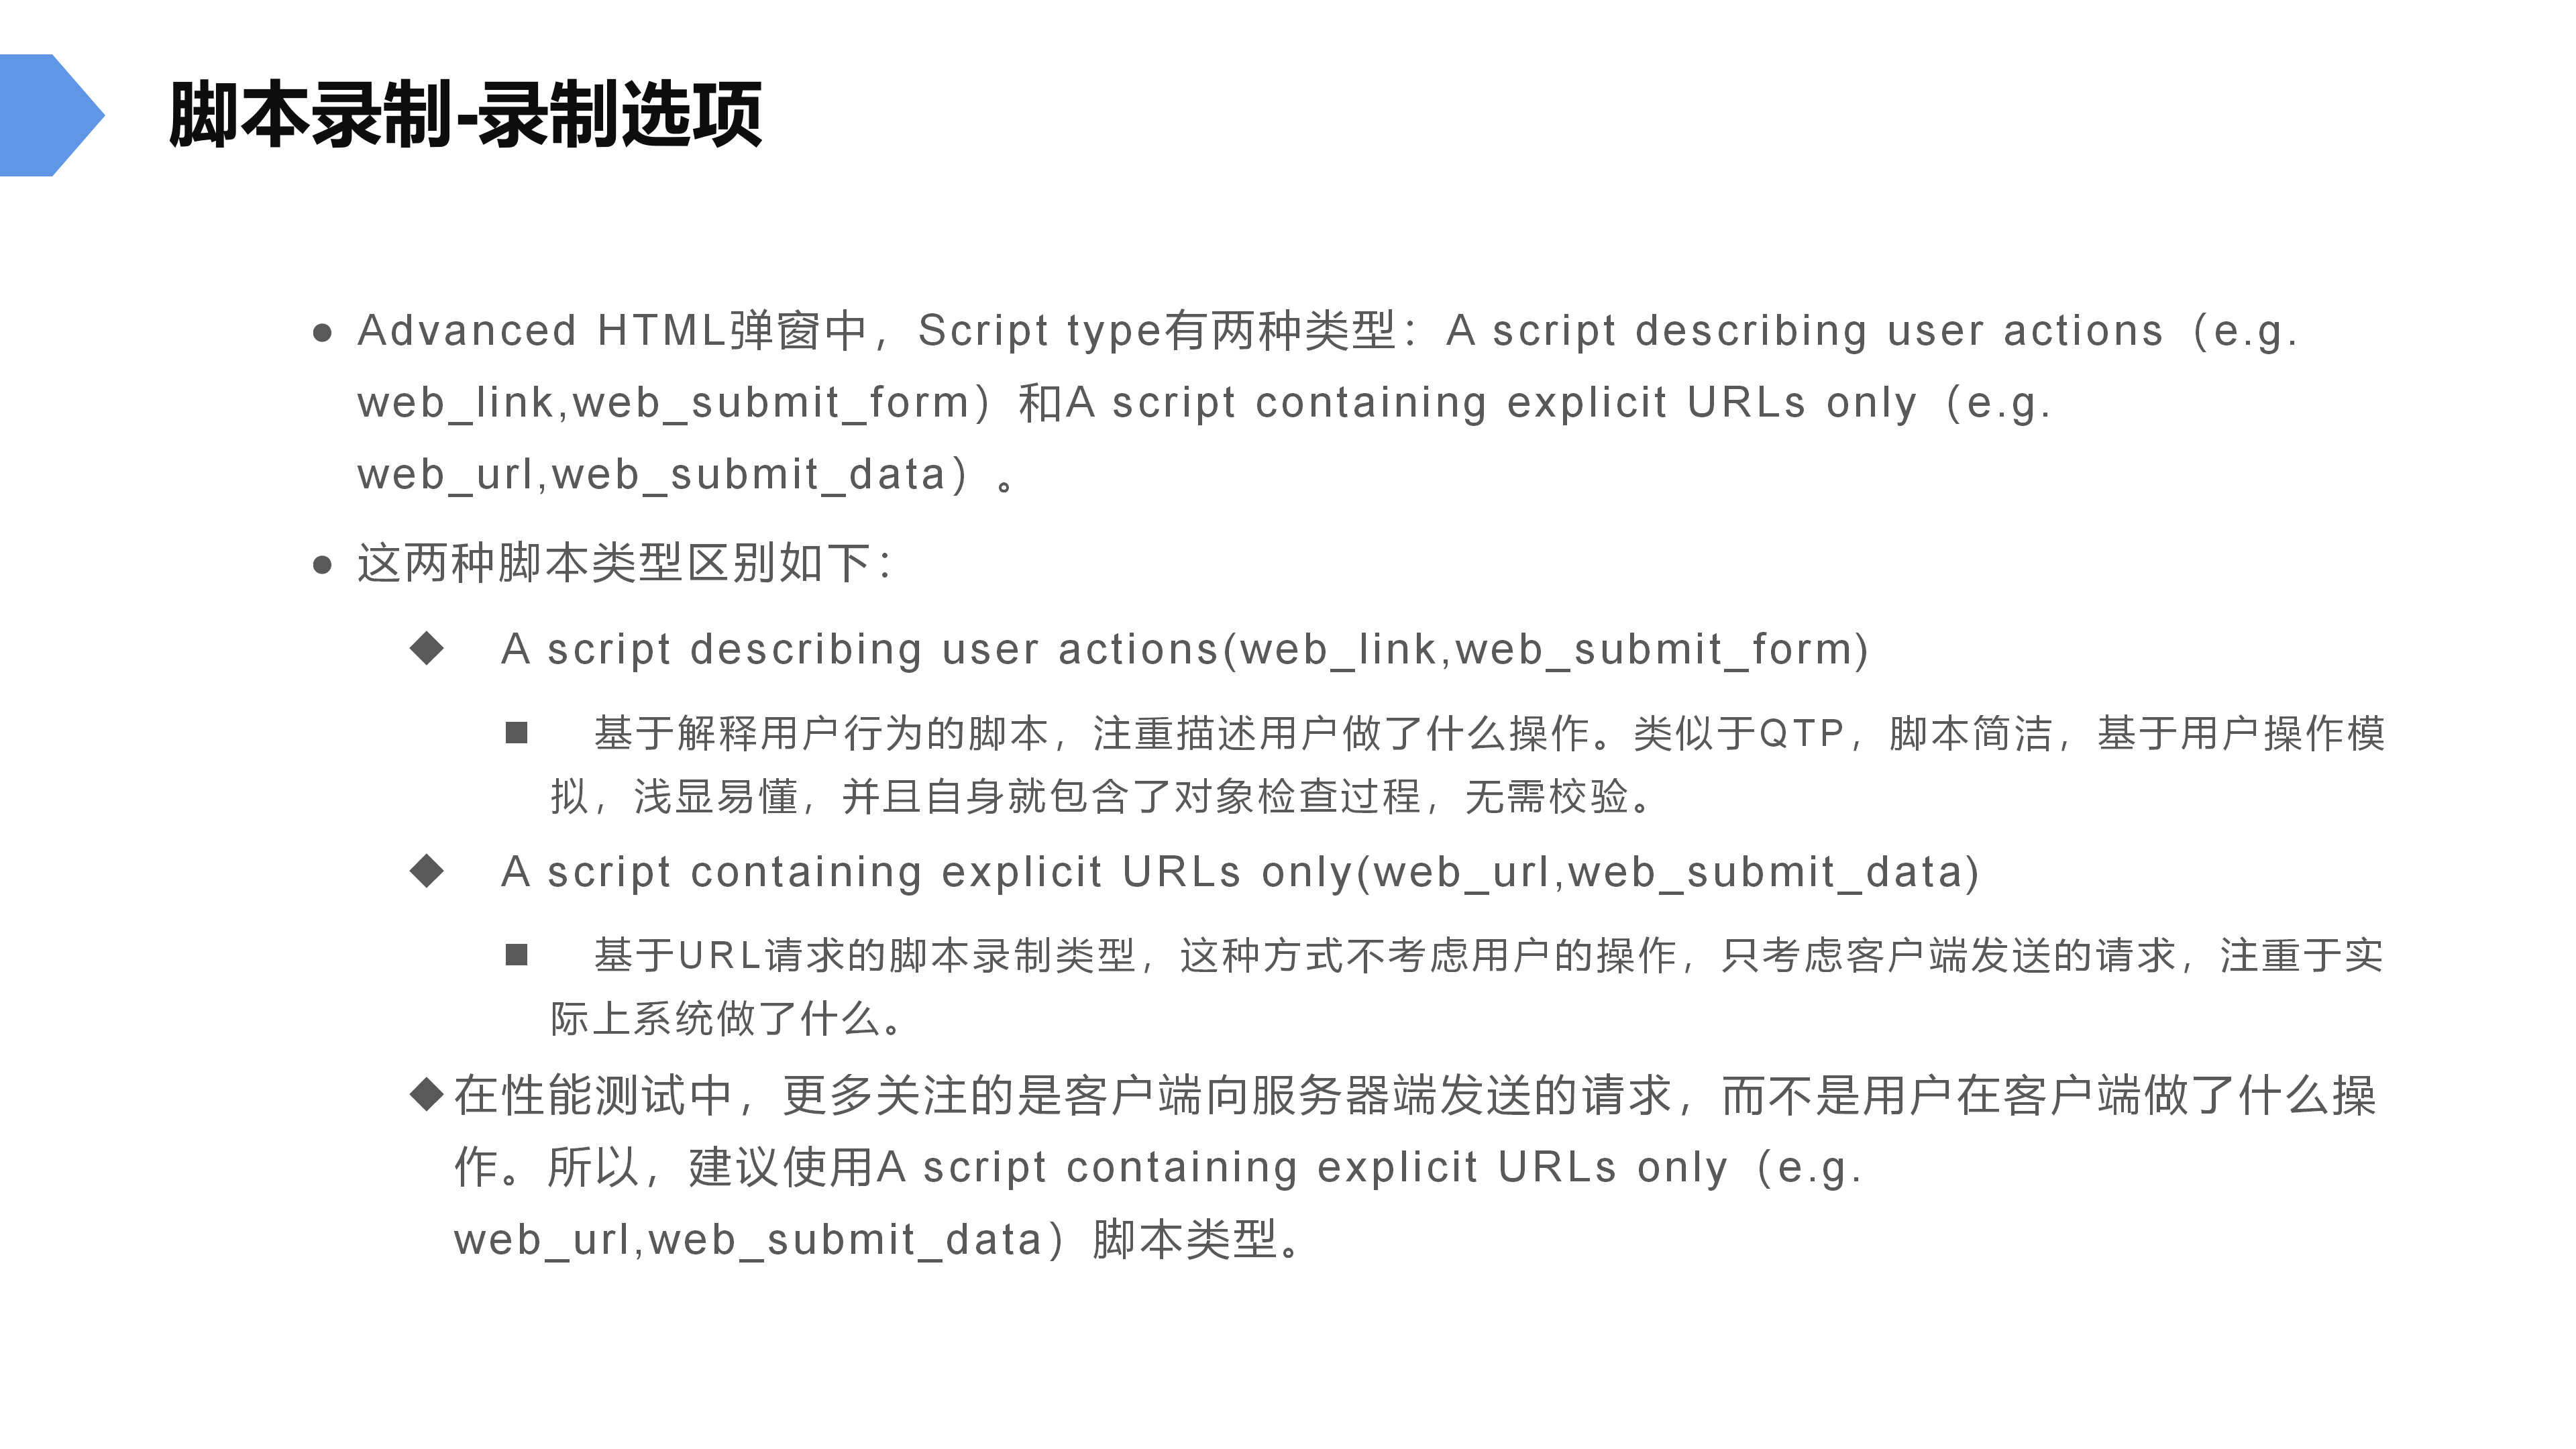 脚本录制-录制选项
● Advanced HTML弹窗中，Script type有两种类型：A script describing user actions（e.g.
web_link,web_submit_form）和A script containing explicit URLs only（e.g.
web_url,web_submit_data）。
● 这两种脚本类型区别如下：
◆ A script describing user actions(web_link,web_submit_form)
■ 基于解释用户行为的脚本，注重描述用户做了什么操作。类似于QTP，脚本简洁，基于用户操作模
拟，浅显易懂，并且自身就包含了对象检查过程，无需校验。
◆ A script containing explicit URLs only(web_url,web_submit_data)
■ 基于URL请求的脚本录制类型，这种方式不考虑用户的操作，只考虑客户端发送的请求，注重于实
际上系统做了什么。
◆在性能测试中，更多关注的是客户端向服务器端发送的请求，而不是用户在客户端做了什么操
作。所以，建议使用A script containing explicit URLs only（e.g.
web_url,web_submit_data）脚本类型。